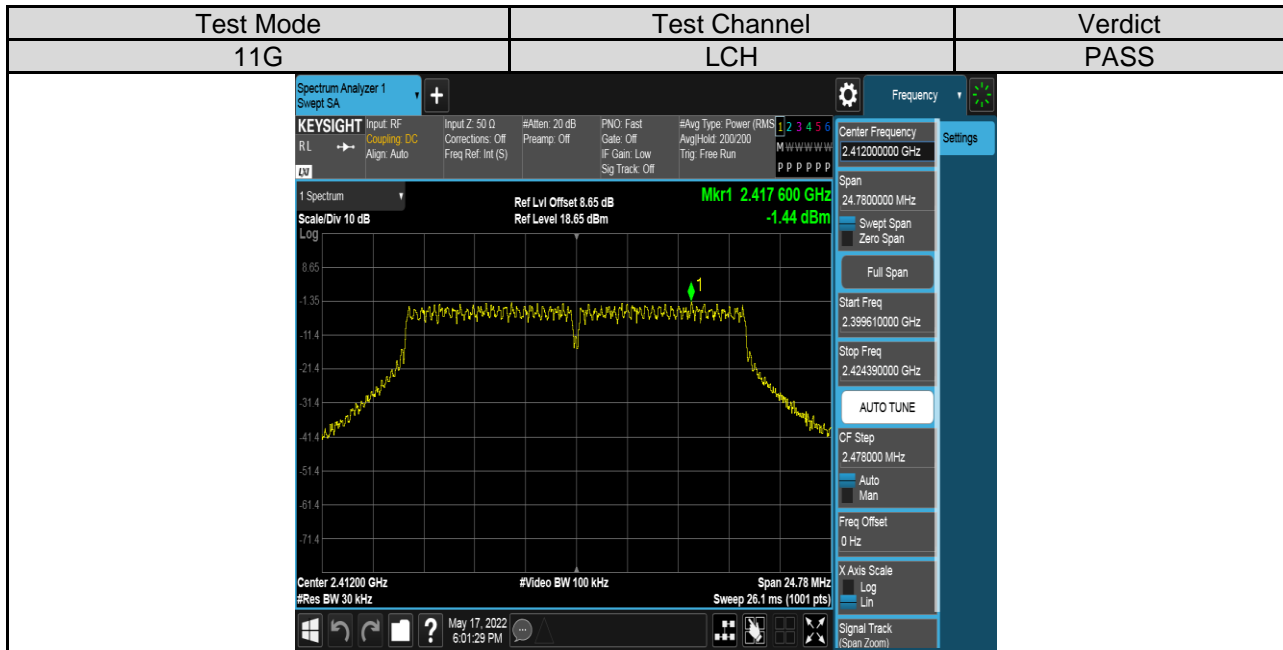 Test Mode Test Channel Verdict
11G LCH PASS
Spectrum Analyzer 1
Swept SA
Frequency
KEYSIGHT Input: RF Input Z: 50 Ω #Atten: 20 dB PNO: Fast #Avg Type: Power (RMS 1 2 3 4 5 6
RL Coupling: DC Corrections: Off Preamp: Off Gate: Off Avg|Hold: 200/200 M W W W W W
Align: Auto Freq Ref: Int (S) IF Gain: Low Trig: Free Run
LXI Sig Track: Off P P P P P P
1 Spectrum Ref Lvl Offset 8.65 dB Mkr1 2.417 600 GHz
Scale/Div 10 dB Ref Level 18.65 dBm -1.44 dBm
Log
8.65
1
-1.35
-11.4
-21.4
-31.4
-41.4
-51.4
-61.4
-71.4
Center 2.41200 GHz #Video BW 100 kHz Span 24.78 MHz
#Res BW 30 kHz Sweep 26.1 ms (1001 pts)
May 17, 2022
6:01:29 PM
Center Frequency
2.412000000 GHz
Settings
Span
24.7800000 MHz
Swept Span
Zero Span
Full Span
Start Freq
2.399610000 GHz
Stop Freq
2.424390000 GHz
AUTO TUNE
CF Step
2.478000 MHz
Auto
Man
Freq Offset
0 Hz
X Axis Scale
Log
Lin
Signal Track
(Span Zoom)